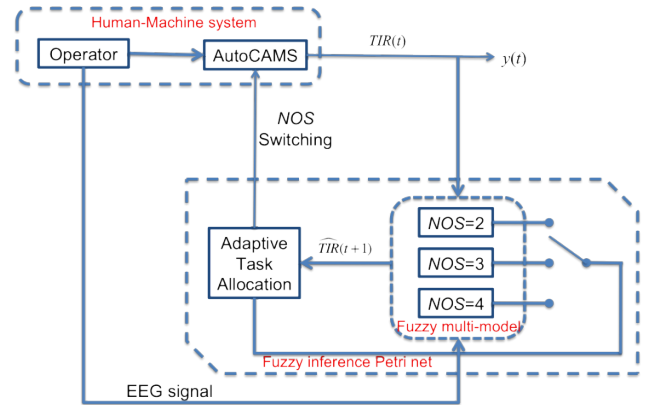 Human-Machine system
Operator
AutoCAMS
TIR(t)
y(t)
NOS
Switching
NOS=2
Adaptive
Task
Allocation
\widehat{TIR}(t+1)
NOS=3
NOS=4
Fuzzy multi-model
Fuzzy inference Petri net
EEG signal